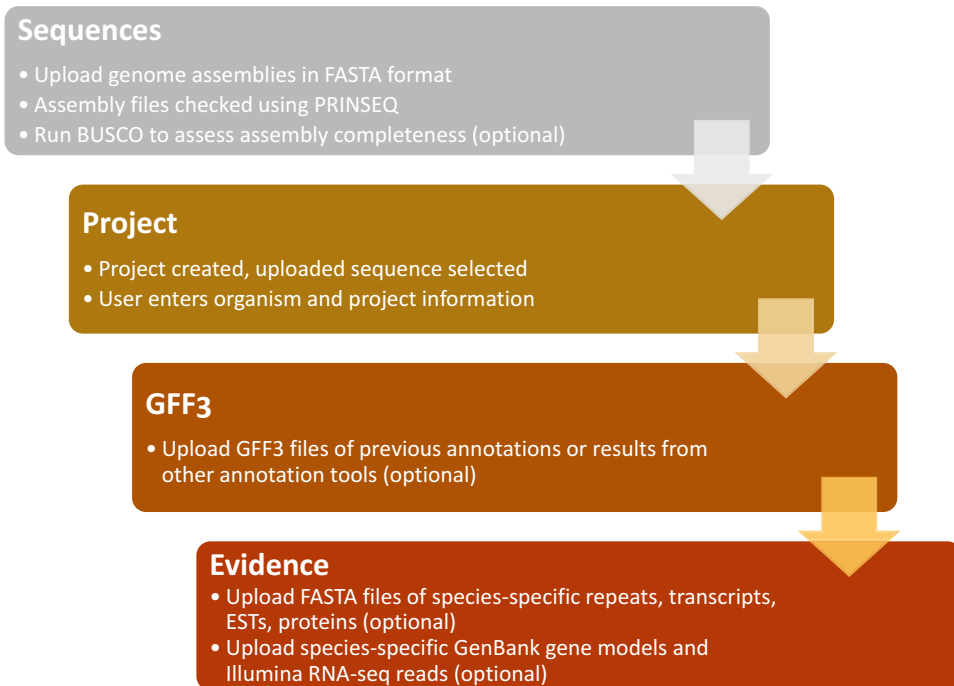 Sequences
• Upload genome assemblies in FASTA format
• Assembly files checked using PRINSEQ
• Run BUSCO to assess assembly completeness (optional)
Project
• Project created, uploaded sequence selected
• User enters organism and project information
GFF3
• Upload GFF3 files of previous annotations or results from
other annotation tools (optional)
Evidence
• Upload FASTA files of species-specific repeats, transcripts,
ESTs, proteins (optional)
• Upload species-specific GenBank gene models and
Illumina RNA-seq reads (optional)